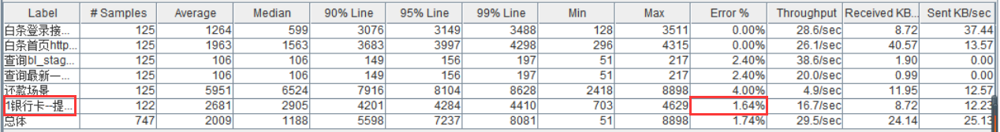 Label # Samples Average Median 90% Line 95% Line 99% Line Min Max Error % Throughput Received KB... Sent KB/sec
白条登录接... 125 1264 599 3076 3149 3488 128 3511 0.00% 28.6/sec 8.72 37.44
白条首页http... 125 1963 1563 3683 3997 4298 296 4315 0.00% 26.1/sec 40.57 13.57
查询bl_stag... 125 106 106 149 156 197 51 217 2.40% 38.6/sec 1.90 0.00
查询最新一... 125 106 106 149 156 197 51 217 2.40% 20.0/sec 0.99 0.00
还款场景 125 5951 6524 7916 8104 8628 2418 8898 4.00% 4.9/sec 11.95 12.57
1银行卡--提... 122 2681 2905 4201 4284 4410 703 4629 1.64% 16.7/sec 8.72 12.23
总体 747 2009 1188 5598 7237 8081 51 8898 1.74% 29.5/sec 24.14 25.13